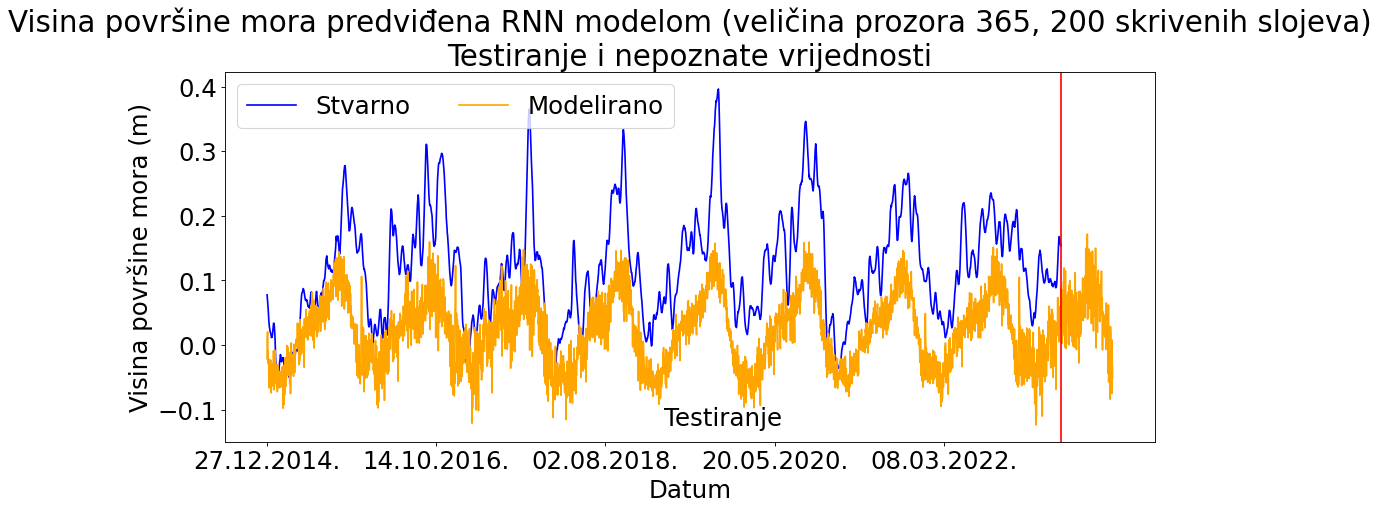 Visina površine mora predviđena RNN modelom (veličina prozora 365, 200 skrivenih slojeva)
Testiranje i nepoznate vrijednosti
Stvarno
Modelirano
Visina površine mora (m)
0.4
0.3
0.2
0.1
0.0
−0.1
Testiranje
27.12.2014.
14.10.2016.
02.08.2018.
20.05.2020.
08.03.2022.
Datum